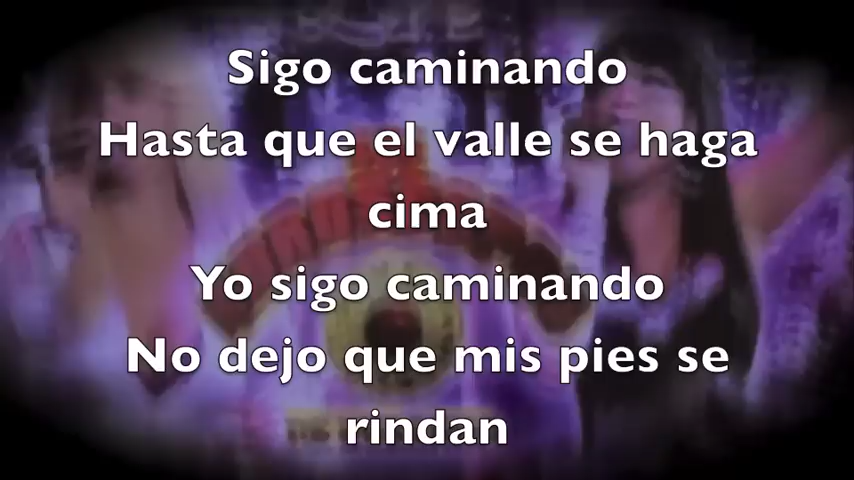 Sigo caminando
Hasta que el valle se haga
cima
Yo sigo caminando
No dejo que mis pies se
rindan